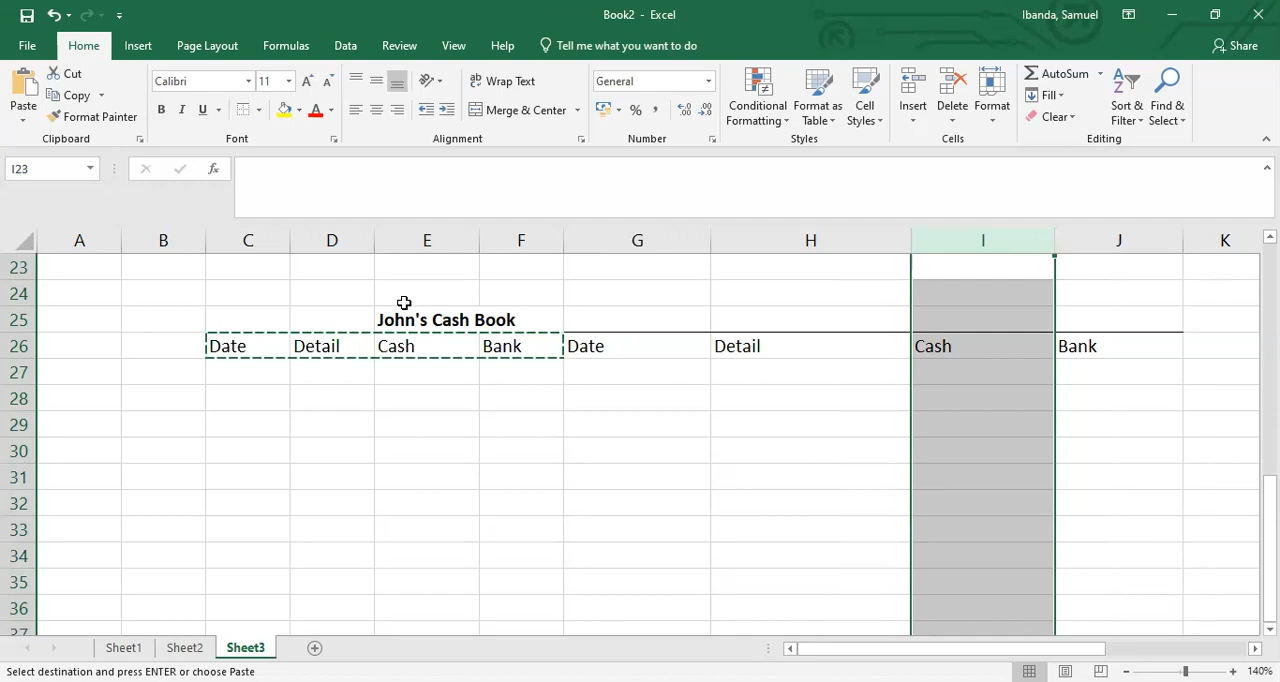 Book2 - Excel
Ibanda, Samuel
File Home Insert Page Layout Formulas Data Review View Help Tell me what you want to do Share
Paste
Cut
Copy
Format Painter
Clipboard
Calibri 11 A A
B I U A
Font
Wrap Text
Merge & Center
Alignment
General
% , .0 .00 .00 .0
Number
Conditional Formatting
Format as Table
Cell Styles
Styles
Insert Delete Format
Cells
AutoSum
Fill
Clear
Sort & Filter
Find & Select
Editing
I23 fx
A B C D E F G H I J K
23
24
25 John's Cash Book
26 Date Detail Cash Bank Date Detail Cash Bank
27
28
29
30
31
32
33
34
35
36
37
Sheet1 Sheet2 Sheet3
Select destination and press ENTER or choose Paste
140%